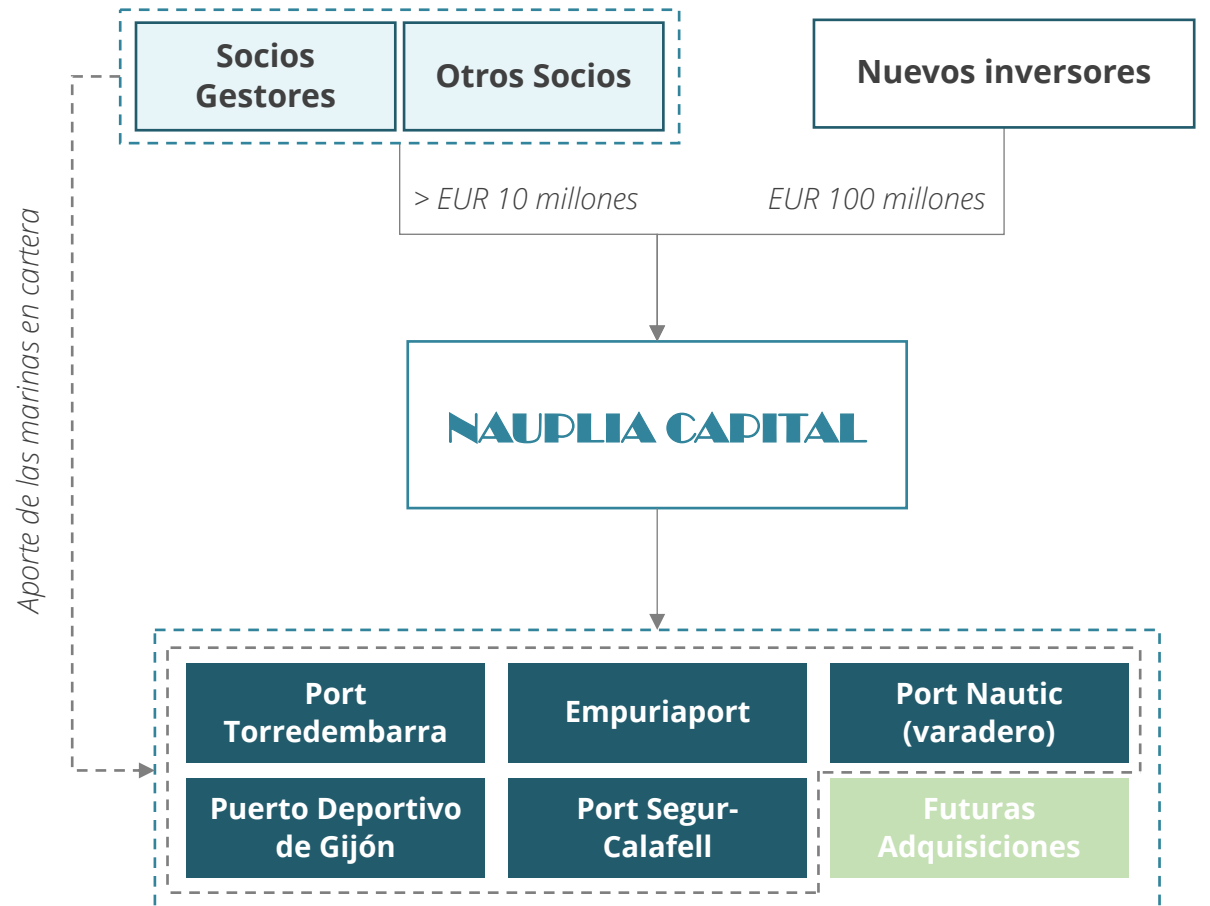 Socios
Gestores
Otros Socios
Nuevos inversores
> EUR 10 millones
EUR 100 millones
Aporte de las marinas en cartera
NAUPLIA CAPITAL
Port
Torredembarra
Empuriaport
Port Nautic
(varadero)
Puerto Deportivo
de Gijón
Port Segur-
Calafell
Futuras
Adquisiciones